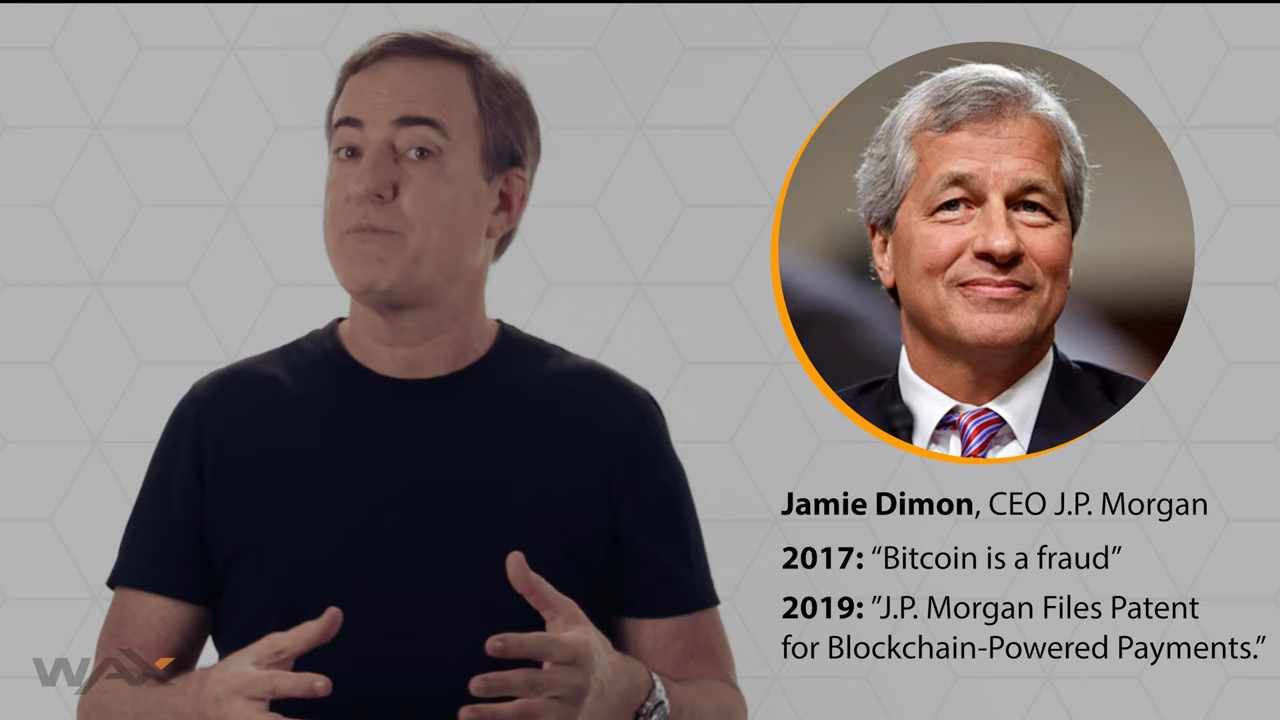 Jamie Dimon, CEO J.P. Morgan
2017: “Bitcoin is a fraud”
2019: ”J.P. Morgan Files Patent
for Blockchain-Powered Payments.”
WAX